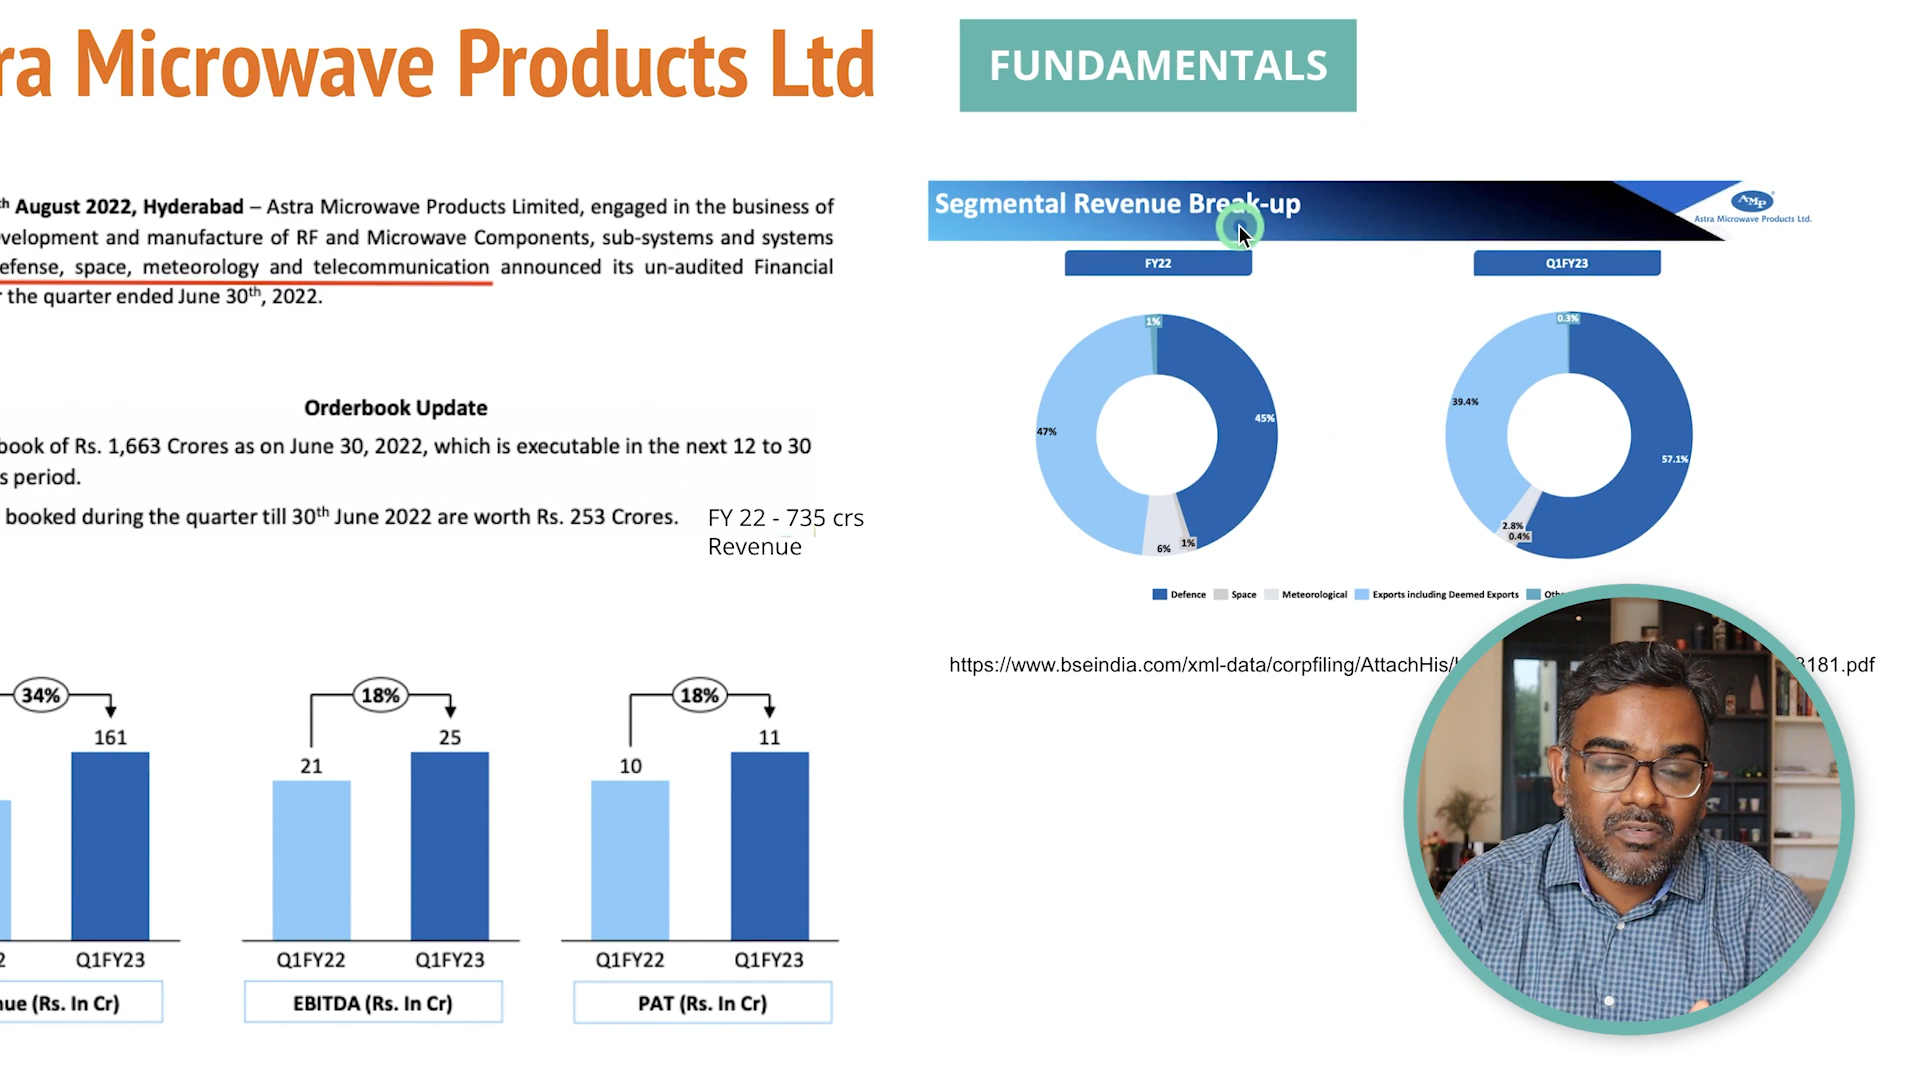 ra Microwave Products Ltd
FUNDAMENTALS
th August 2022, Hyderabad – Astra Microwave Products Limited, engaged in the business of
evelopment and manufacture of RF and Microwave Components, sub-systems and systems
efense, space, meteorology and telecommunication announced its un-audited Financial
r the quarter ended June 30th, 2022.
Orderbook Update
book of Rs. 1,663 Crores as on June 30, 2022, which is executable in the next 12 to 30
s period.
booked during the quarter till 30th June 2022 are worth Rs. 253 Crores.
FY 22 - 735 crs
Revenue
34%
161
2
Q1FY23
nue (Rs. In Cr)
18%
21
25
Q1FY22
Q1FY23
EBITDA (Rs. In Cr)
18%
10
11
Q1FY22
Q1FY23
PAT (Rs. In Cr)
Segmental Revenue Break-up
AMP
Astra Microwave Products Ltd.
FY22
1%
45%
47%
6%
1%
Q1FY23
0.3%
39.4%
57.1%
2.8%
0.4%
Defence
Space
Meteorological
Exports including Deemed Exports
Oth
https://www.bseindia.com/xml-data/corpfiling/AttachHis/
8181.pdf